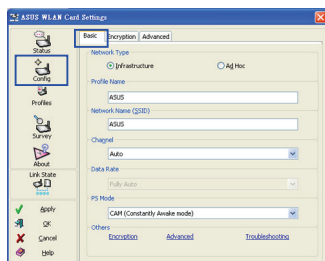 ASUS WLAN Card Settings
Status
Config
Profiles
Survey
About
Link State
Apply
OK
Cancel
Help
Basic Encryption Advanced
Network Type
Infrastructure Ad Hoc
Profile Name
ASUS
Network Name (SSID)
ASUS
Channel
Auto
Data Rate
Fully Auto
PS Mode
CAM (Constantly Awake mode)
Others
Encryption Advanced Troubleshooting